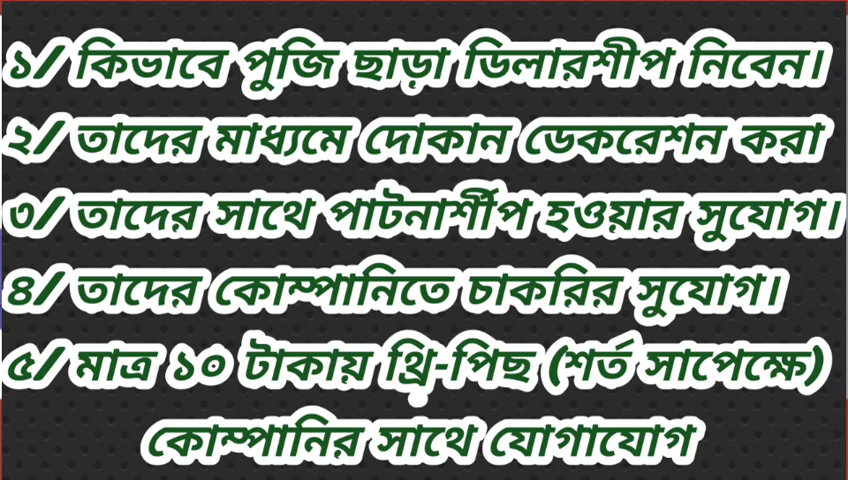 ১/ কিভাবে পুজি ছাড়া ডিলারশীপ নিবেন।
২/ তাদের মাধ্যমে দোকান ডেকরেশন করা
৩/ তাদের সাথে পাটনার্শীপ হওয়ার সুযোগ।
৪/ তাদের কোম্পানিতে চাকরির সুযোগ।
৫/ মাত্র ১০ টাকায় থ্রি-পিছ (শর্ত সাপেক্ষে)
কোম্পানির সাথে যোগাযোগ